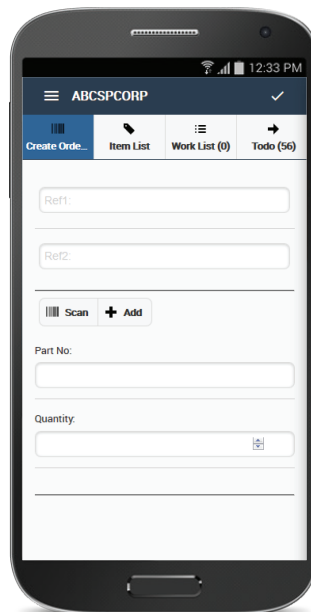 12:33 PM
ABCSPCORP
Create Orde...
Item List
Work List (0)
Todo (56)
Ref1:
Ref2:
Scan
Add
Part No:
Quantity: